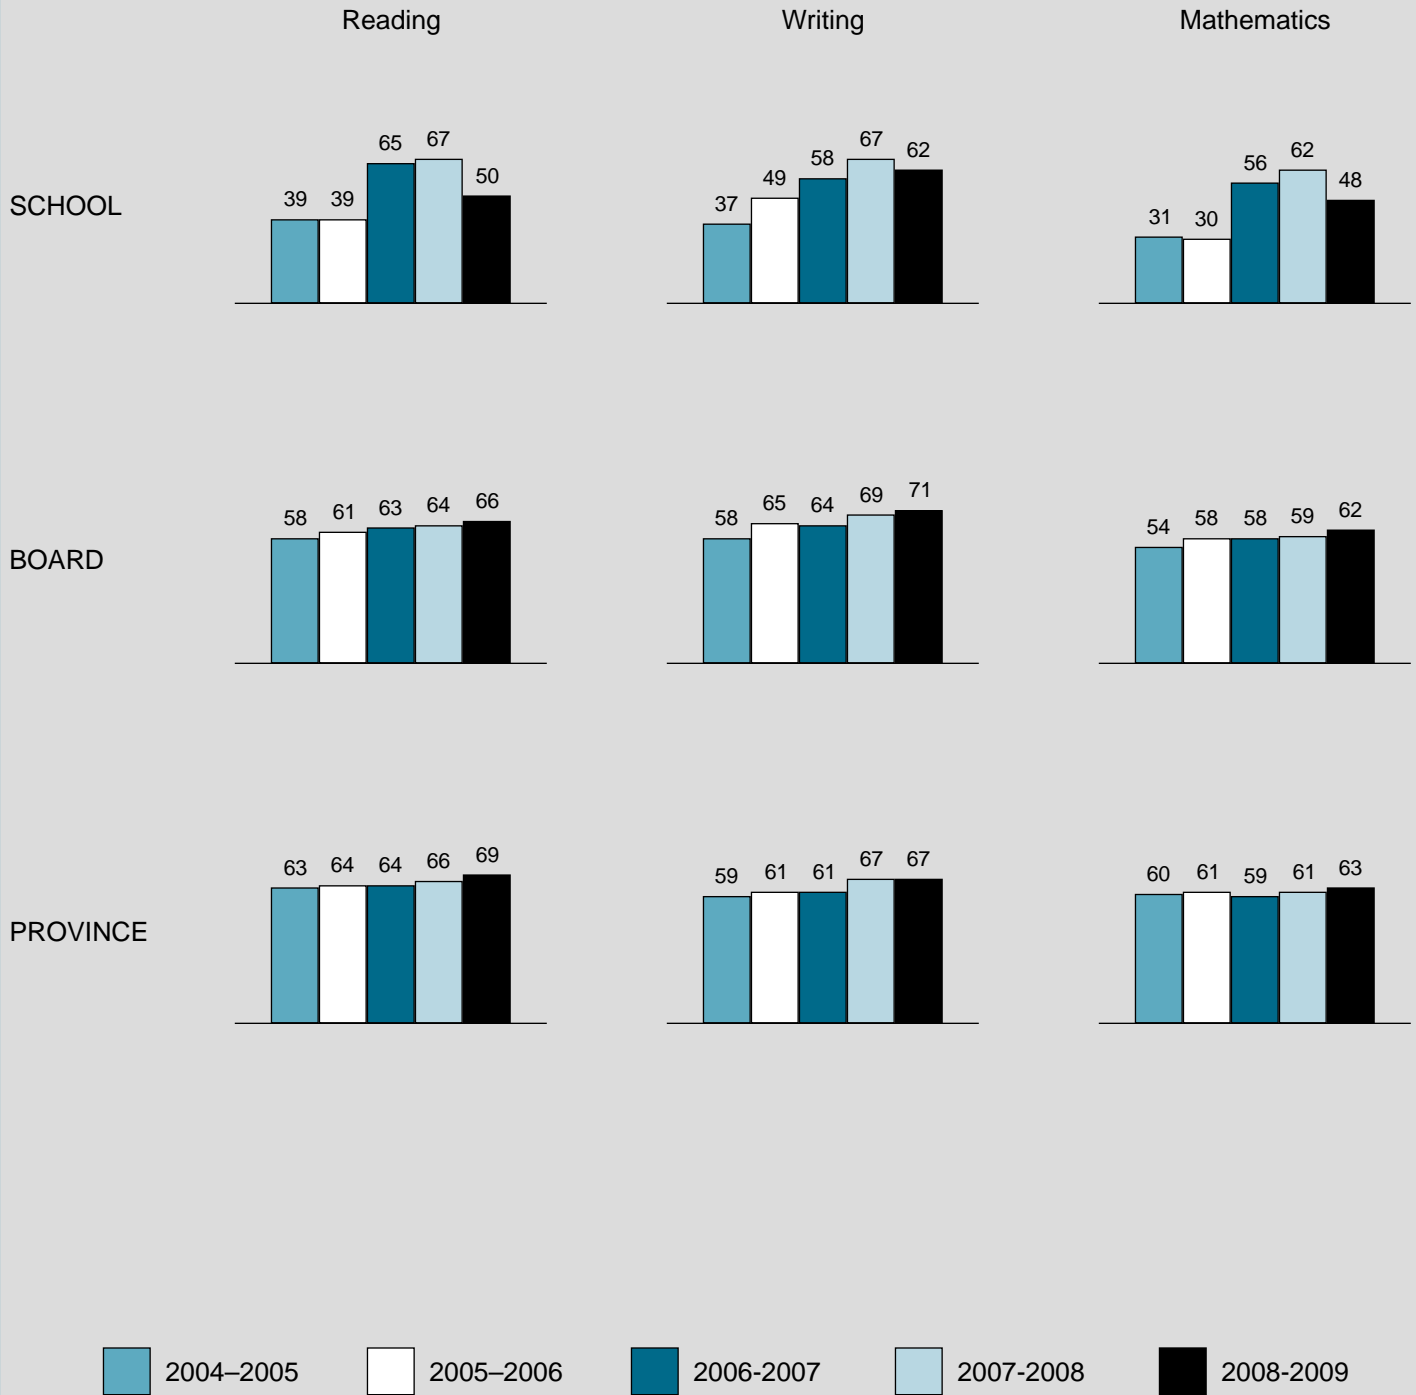 Reading Writing Mathematics
39 39 65 67 50
37 49 58 67 62
31 30 56 62 48
SCHOOL
58 61 63 64 66
58 65 64 69 71
54 58 58 59 62
BOARD
63 64 64 66 69
59 61 61 67 67
60 61 59 61 63
PROVINCE
2004–2005 2005–2006 2006-2007 2007-2008 2008-2009